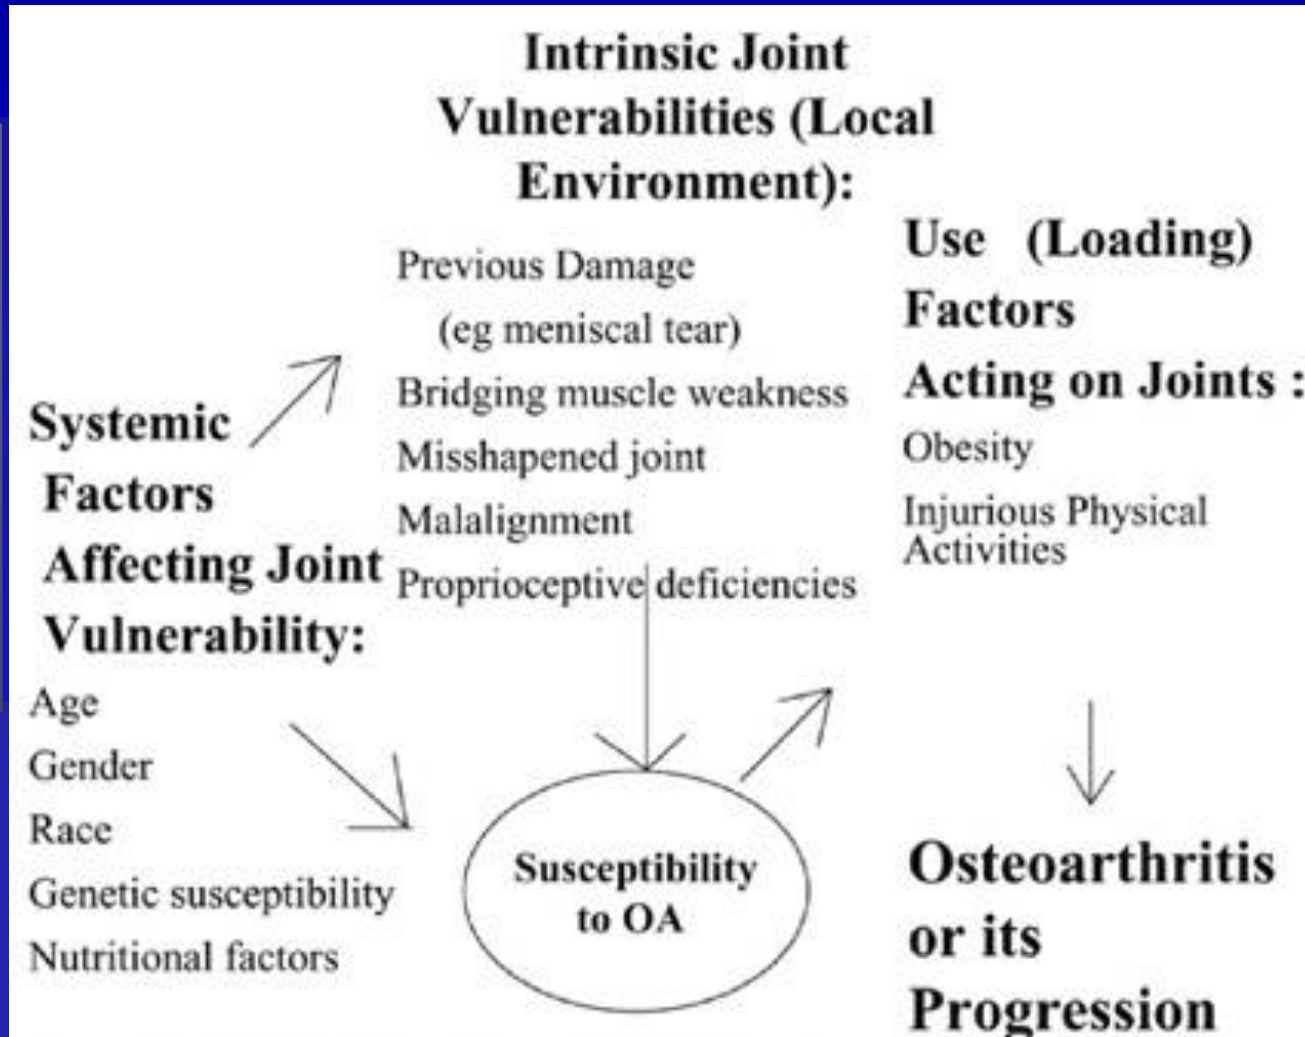 Intrinsic Joint
Vulnerabilities (Local
Environment):
Previous Damage
(eg meniscal tear)
Bridging muscle weakness
Misshapened joint
Malalignment
Proprioceptive deficiencies
Use (Loading)
Factors
Acting on Joints :
Obesity
Injurious Physical
Activities
Systemic
Factors
Affecting Joint
Vulnerability:
Age
Gender
Race
Genetic susceptibility
Nutritional factors
Susceptibility
to OA
Osteoarthritis
or its
Progression